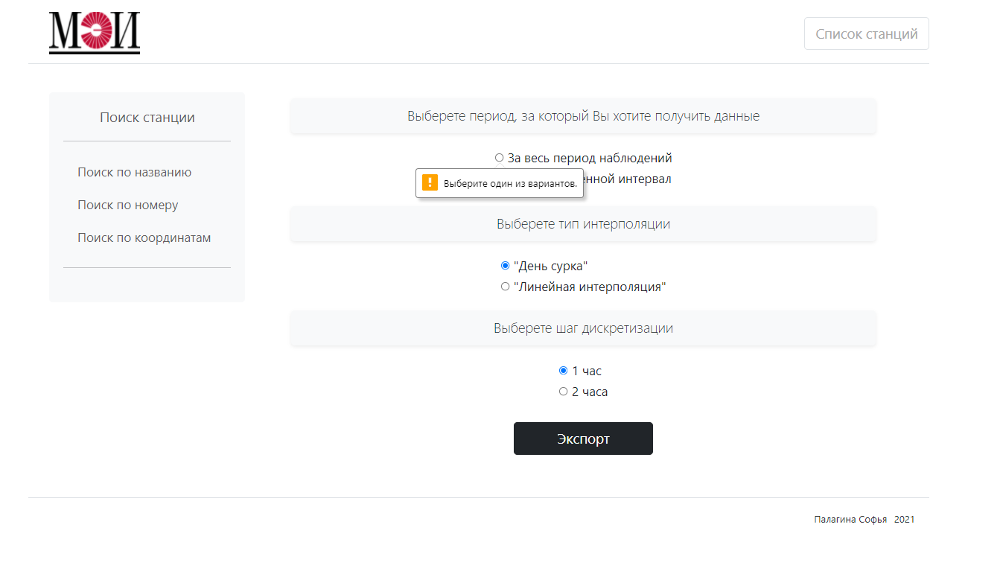 МЭИ
Список станций
Поиск станции
Поиск по названию
Поиск по номеру
Поиск по координатам
Выберете период, за который Вы хотите получить данные
За весь период наблюдений
Выберите один из вариантов.
интервал
Выберете тип интерполяции
"День сурка"
"Линейная интерполяция"
Выберете шаг дискретизации
1 час
2 часа
Экспорт
Палагина Софья 2021